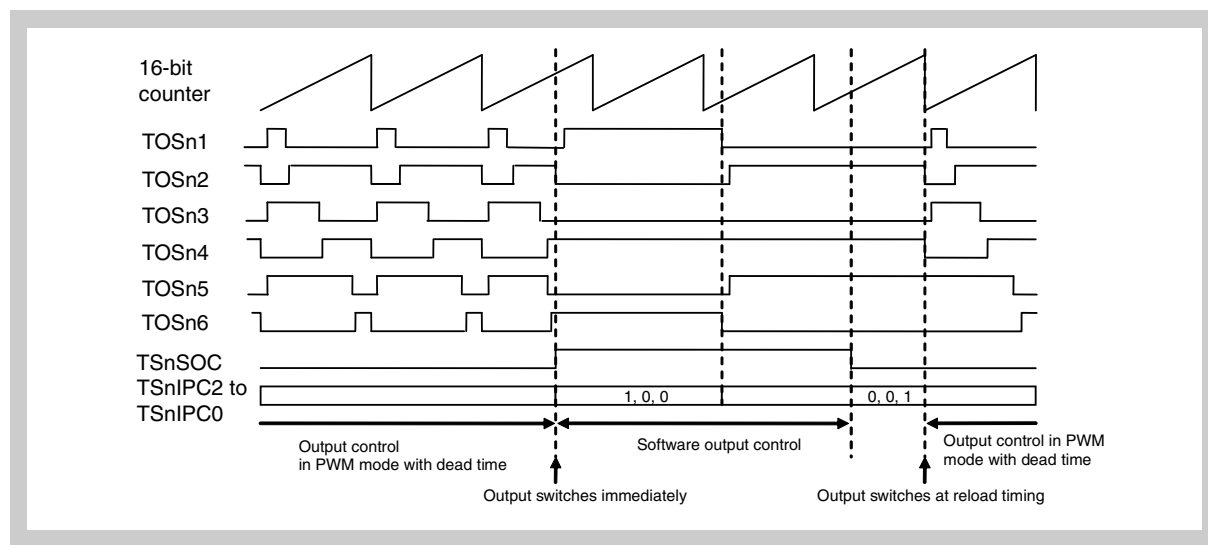 16-bit
counter
TOSn1
TOSn2
TOSn3
TOSn4
TOSn5
TOSn6
TSnSOC
TSnIPC2 to
TSnIPC0
1, 0, 0
0, 0, 1
Output control
in PWM mode with dead time
Software output control
Output control in PWM
mode with dead time
Output switches immediately
Output switches at reload timing